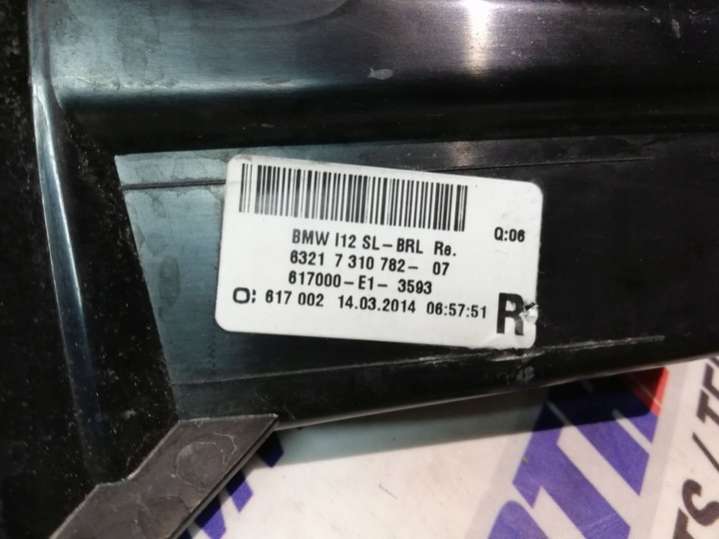 BMW I12 SL-BRL Re.
Q:06
6321 7 310 782- 07
617000-E1- 3593
O: 617 002 14.03.2014 06:57:51
R